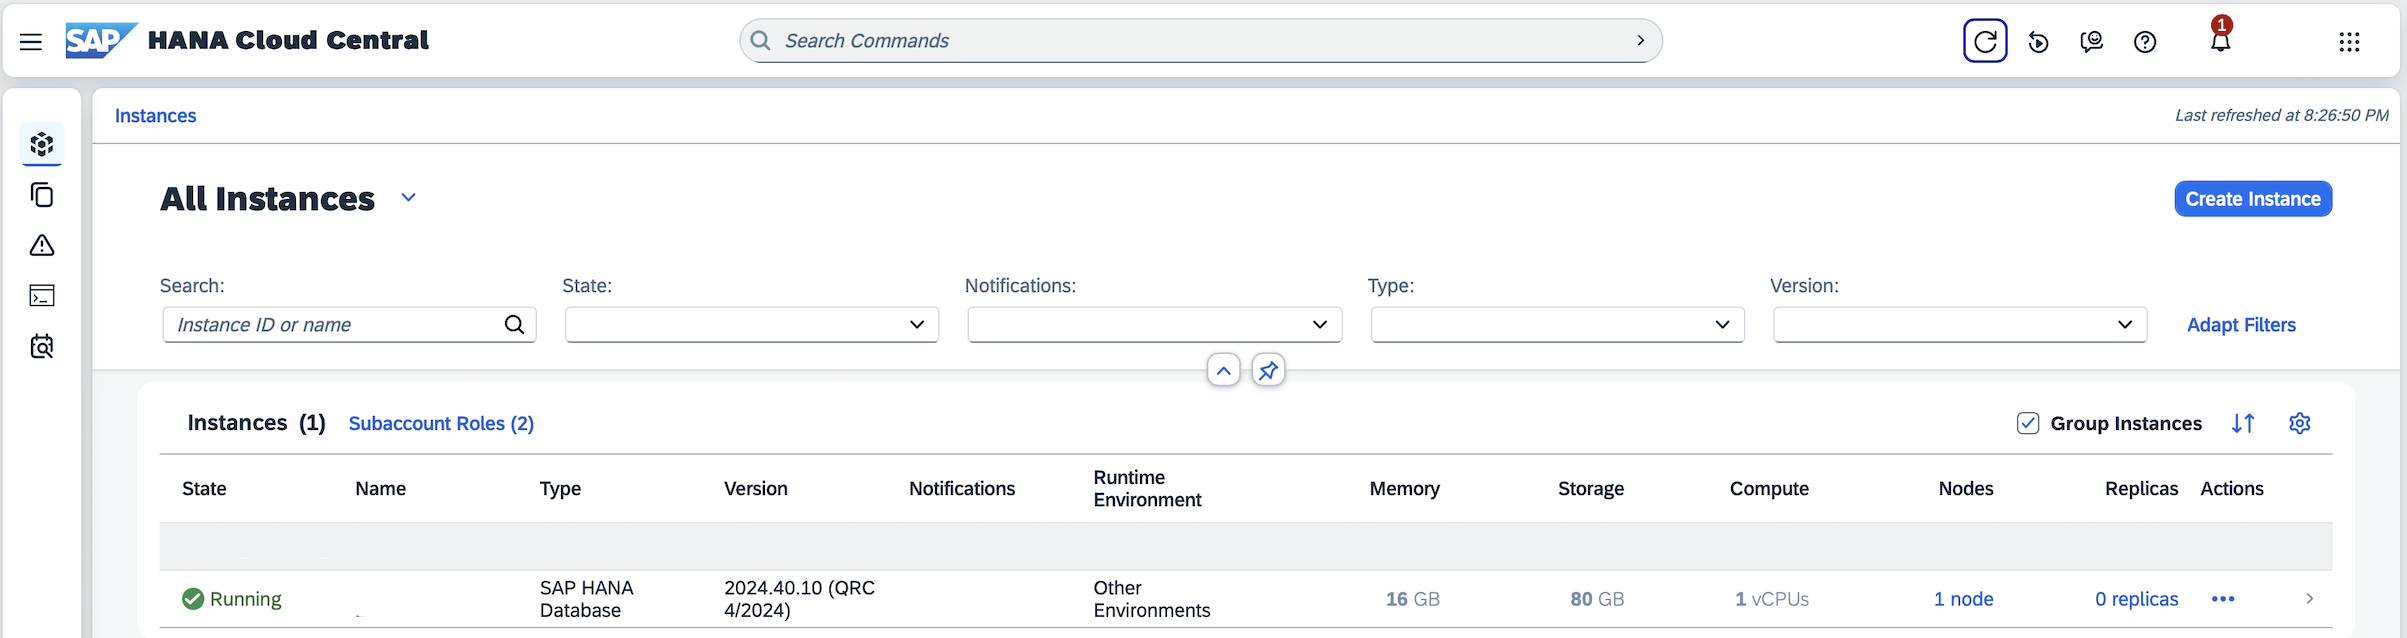 SAP HANA Cloud Central
Search Commands
1
Instances
Last refreshed at 8:26:50 PM
All Instances
Create Instance
Search: State: Notifications: Type: Version:
Instance ID or name
Adapt Filters
Instances (1) Subaccount Roles (2)
Group Instances
State Name Type Version Notifications Runtime Environment Memory Storage Compute Nodes Replicas Actions
Running
SAP HANA
Database
2024.40.10 (QRC
4/2024)
Other
Environments
16 GB
80 GB
1 vCPUs
1 node
0 replicas